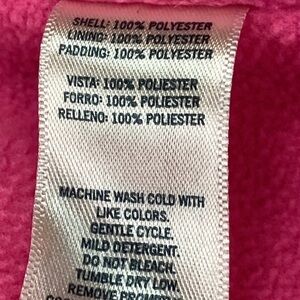 SHELL: 100% POLYESTER
LINING: 100% POLYESTER
PADDING: 100% POLYESTER
VISTA: 100% POLIESTER
FORRO: 100% POLIESTER
RELLENO: 100% POLIESTER
MACHINE WASH COLD WITH
LIKE COLORS.
GENTLE CYCLE.
MILD DETERGENT.
DO NOT BLEACH.
TUMBLE DRY LOW.
REMOVE